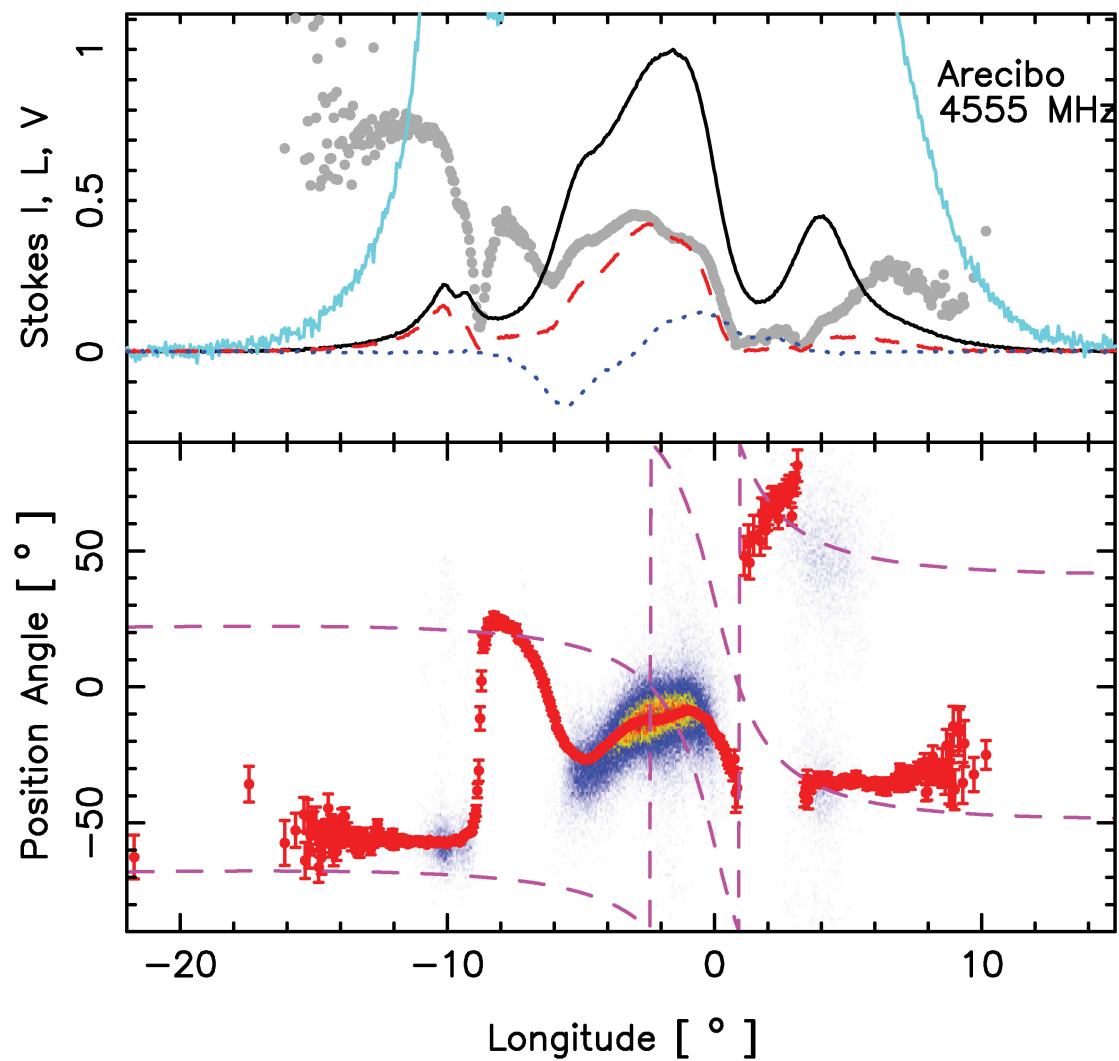 1
Arecibo
4555 MHz
0.5
0
Stokes I, L, V
50
0
−50
Position Angle [ ° ]
−20
−10
0
10
Longitude [ ° ]